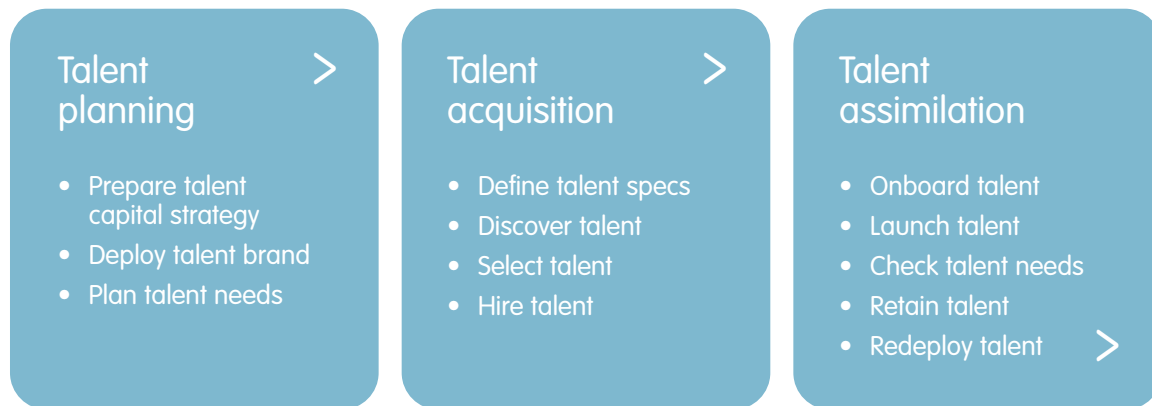 Talent
planning
• Prepare talent
capital strategy
• Deploy talent brand
• Plan talent needs
Talent
acquisition
• Define talent specs
• Discover talent
• Select talent
• Hire talent
Talent
assimilation
• Onboard talent
• Launch talent
• Check talent needs
• Retain talent
• Redeploy talent